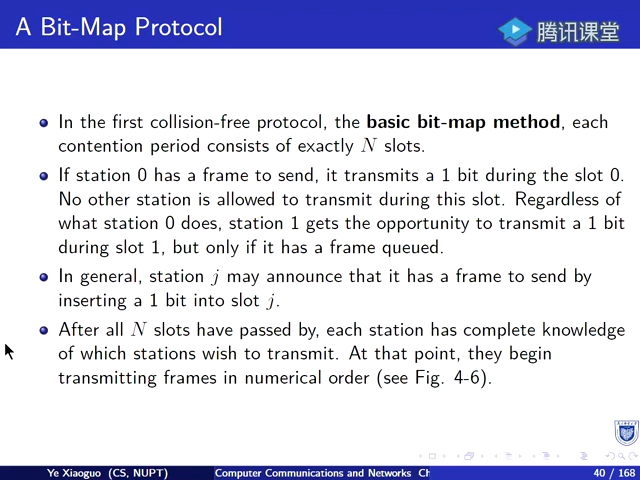 A Bit-Map Protocol
腾讯课堂
In the first collision-free protocol, the basic bit-map method, each
contention period consists of exactly N slots.
If station 0 has a frame to send, it transmits a 1 bit during the slot 0.
No other station is allowed to transmit during this slot. Regardless of
what station 0 does, station 1 gets the opportunity to transmit a 1 bit
during slot 1, but only if it has a frame queued.
In general, station j may announce that it has a frame to send by
inserting a 1 bit into slot j.
After all N slots have passed by, each station has complete knowledge
of which stations wish to transmit. At that point, they begin
transmitting frames in numerical order (see Fig. 4-6).
Ye Xiaoguo (CS, NUPT) Computer Communications and Networks Ch 40 / 168